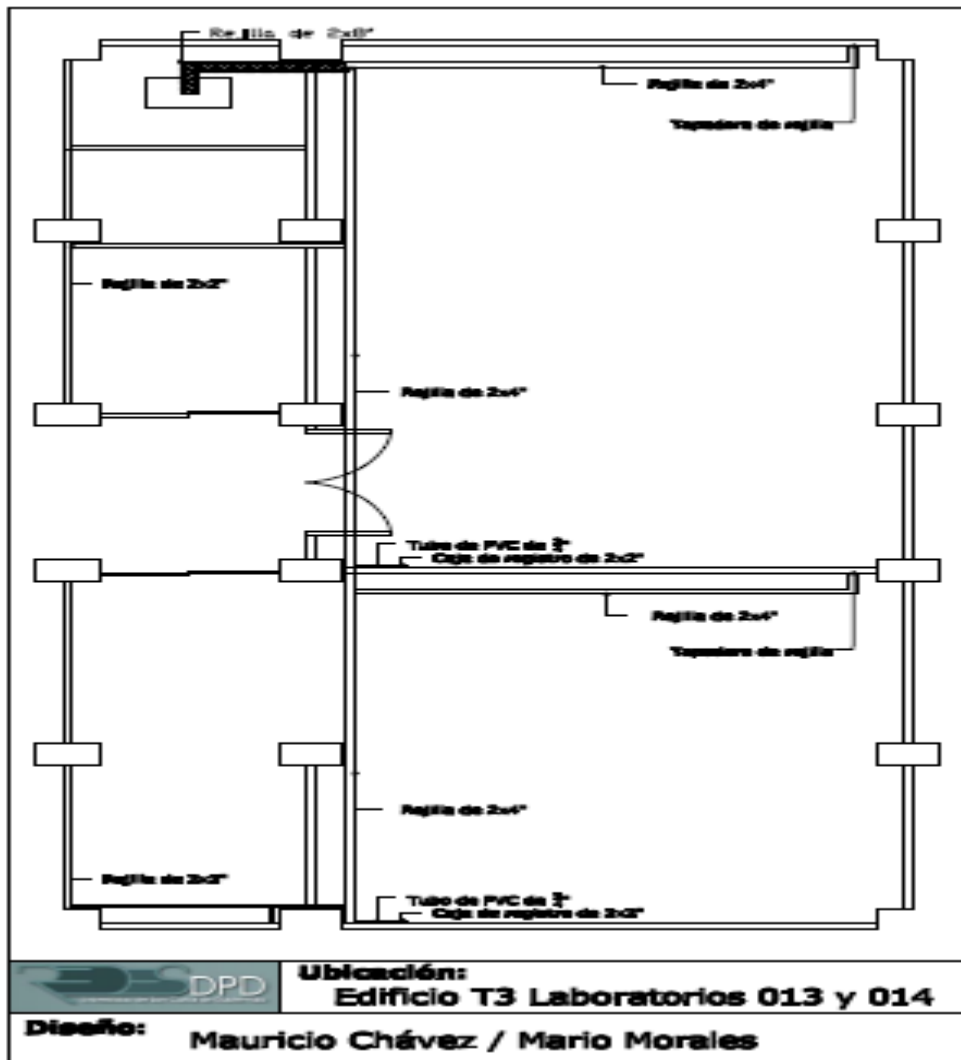 Rejilla de 2x8"
Rejilla de 2x4"
Tapadera de rejilla
Rejilla de 2x2"
Rejilla de 2x4"
Tubo de PVC de ¾"
Caja de registro de 2x2"
Rejilla de 2x4"
Tapadera de rejilla
Rejilla de 2x4"
Rejilla de 2x2"
Tubo de PVC de ¾"
Caja de registro de 2x2"
DPD
Ubicación:
Edificio T3 Laboratorios 013 y 014
Diseño:
Mauricio Chávez / Mario Morales